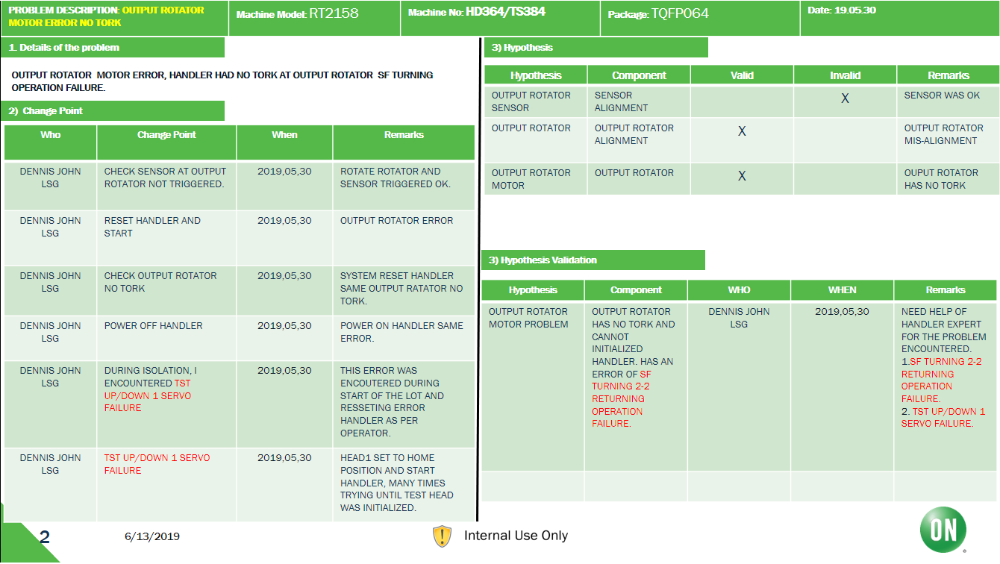 PROBLEM DESCRIPTION: OUTPUT ROTATOR
MOTOR ERROR NO TORK
Machine Model: RT2158
Machine No: HD364/TS384
Package: TQFP064
Date: 19.05.30
1. Details of the problem
OUTPUT ROTATOR MOTOR ERROR, HANDLER HAD NO TORK AT OUTPUT ROTATOR SF TURNING
OPERATION FAILURE.
2) Change Point
Who
Change Point
When
Remarks
DENNIS JOHN
LSG
CHECK SENSOR AT OUTPUT
ROTATOR NOT TRIGGERED.
2019,05,30
ROTATE ROTATOR AND
SENSOR TRIGGERED OK.
DENNIS JOHN
LSG
RESET HANDLER AND
START
2019,05,30
OUTPUT ROTATOR ERROR
DENNIS JOHN
LSG
CHECK OUTPUT ROTATOR
NO TORK
2019,05,30
SYSTEM RESET HANDLER
SAME OUTPUT RATATOR NO
TORK.
DENNIS JOHN
LSG
POWER OFF HANDLER
2019,05,30
POWER ON HANDLER SAME
ERROR.
DENNIS JOHN
LSG
DURING ISOLATION, I
ENCOUNTERED TST
UP/DOWN 1 SERVO
FAILURE
2019,05,30
THIS ERROR WAS
ENCOUTERED DURING
START OF THE LOT AND
RESSETING ERROR
HANDLER AS PER
OPERATOR.
DENNIS JOHN
LSG
TST UP/DOWN 1 SERVO
FAILURE
2019,05,30
HEAD1 SET TO HOME
POSITION AND START
HANDLER, MANY TIMES
TRYING UNTIL TEST HEAD
WAS INITIALIZED.
3) Hypothesis
Hypothesis
Component
Valid
Invalid
Remarks
OUTPUT ROTATOR
SENSOR
SENSOR
ALIGNMENT
X
SENSOR WAS OK
OUTPUT ROTATOR
OUTPUT ROTATOR
ALIGNMENT
X
OUTPUT ROTATOR
MIS-ALIGNMENT
OUTPUT ROTATOR
MOTOR
OUTPUT ROTATOR
X
OUPUT ROTATOR
HAS NO TORK
3) Hypothesis Validation
Hypothesis
Component
WHO
WHEN
Remarks
OUTPUT ROTATOR
MOTOR PROBLEM
OUTPUT ROTATOR
HAS NO TORK AND
CANNOT
INITIALIZED
HANDLER. HAS AN
ERROR OF SF
TURNING 2-2
RETURNING
OPERATION
FAILURE.
DENNIS JOHN
LSG
2019,05,30
NEED HELP OF
HANDLER EXPERT
FOR THE PROBLEM
ENCOUNTERED.
1.SF TURNING 2-2
RETURNING
OPERATION
FAILURE.
2. TST UP/DOWN 1
SERVO FAILURE.
2
6/13/2019
Internal Use Only
ON